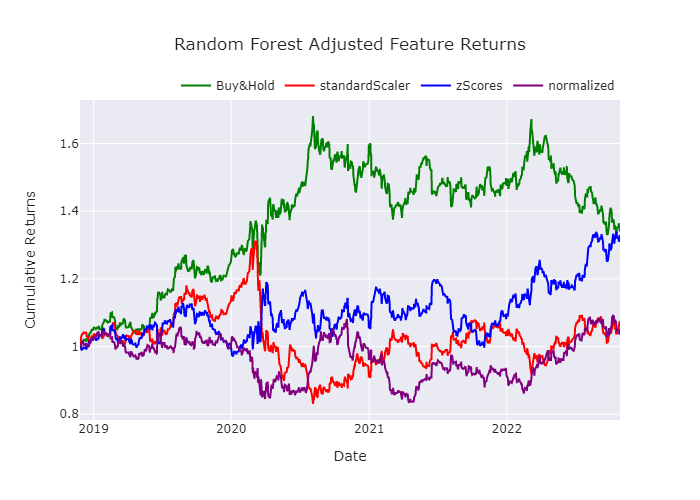 Random Forest Adjusted Feature Returns
Buy&Hold standardScaler zScores normalized
Cumulative Returns
1.6
1.4
1.2
1
0.8
2019 2020 2021 2022
Date